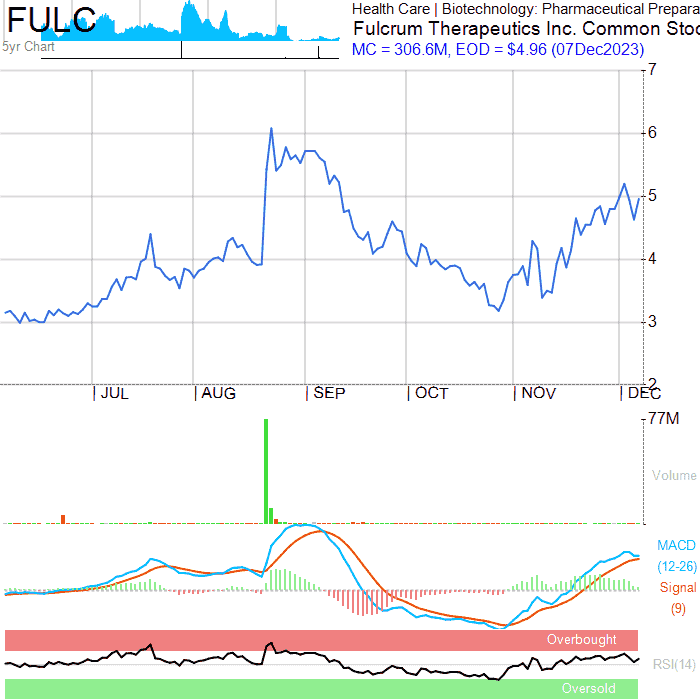 FULC
5yr Chart
Health Care | Biotechnology: Pharmaceutical Prepara
Fulcrum Therapeutics Inc. Common Stoc
MC = 306.6M, EOD = $4.96 (07Dec2023)
7
6
5
4
3
2
JUL AUG SEP OCT NOV DEC
77M
Volume
MACD
(12-26)
Signal
(9)
Overbought
RSI(14)
Oversold